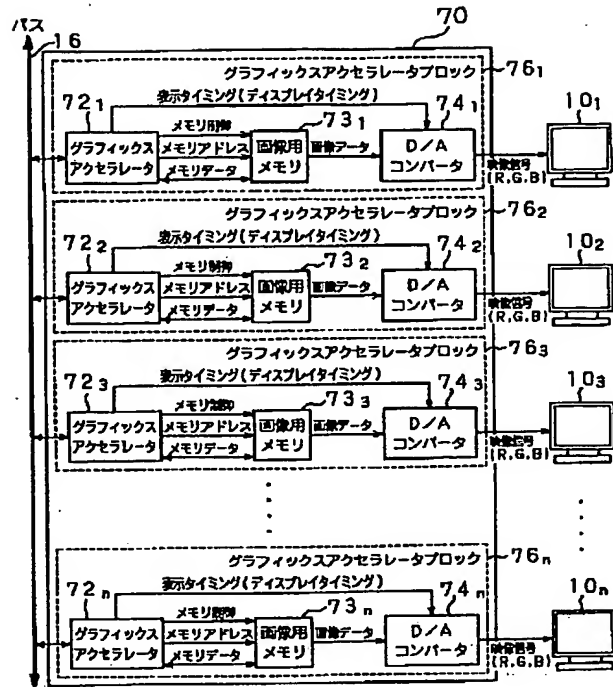 バス
16
70
グラフィックスアクセラレータブロック
76₁
表示タイミング(ディスプレイタイミング)
72₁
73₁
74₁
10₁
グラフィックス
アクセラレータ
メモリ制御
メモリアドレス
メモリデータ
画像用
メモリ
画像データ
D/A
コンバータ
映像信号
(R,G,B)
グラフィックスアクセラレータブロック
76₂
表示タイミング(ディスプレイタイミング)
72₂
73₂
74₂
10₂
グラフィックス
アクセラレータ
メモリ制御
メモリアドレス
メモリデータ
画像用
メモリ
画像データ
D/A
コンバータ
映像信号
(R,G,B)
グラフィックスアクセラレータブロック
76₃
表示タイミング(ディスプレイタイミング)
72₃
73₃
74₃
10₃
グラフィックス
アクセラレータ
メモリ制御
メモリアドレス
メモリデータ
画像用
メモリ
画像データ
D/A
コンバータ
映像信号
(R,G,B)
グラフィックスアクセラレータブロック
76ₙ
表示タイミング(ディスプレイタイミング)
72ₙ
73ₙ
74ₙ
10ₙ
グラフィックス
アクセラレータ
メモリ制御
メモリアドレス
メモリデータ
画像用
メモリ
画像データ
D/A
コンバータ
映像信号
(R,G,B)